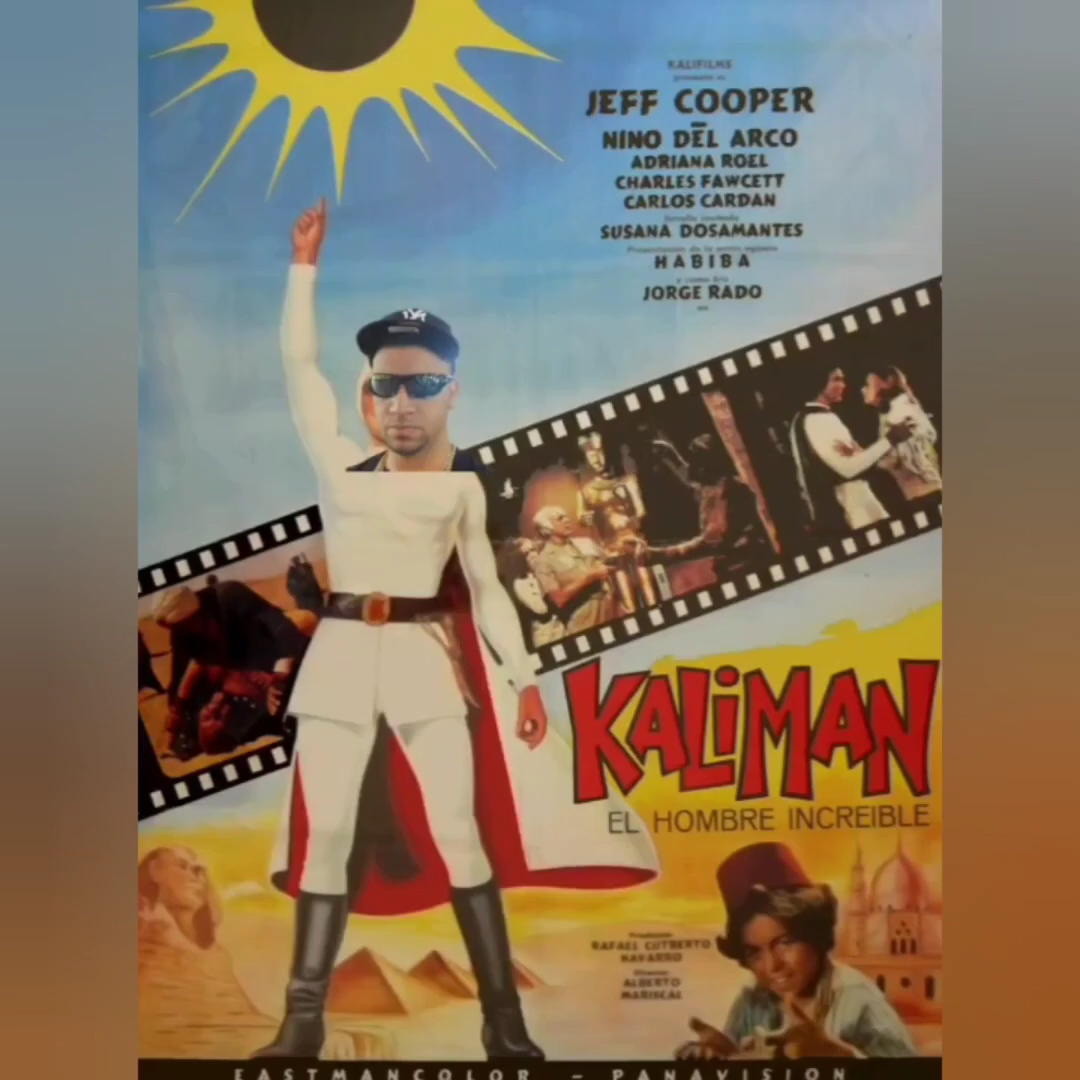 KALIFILMS
presenta a:
JEFF COOPER
NINO DEL ARCO
ADRIANA ROEL
CHARLES FAWCETT
CARLOS CARDAN
SUSANA DOSAMANTES
HABIBA
JORGE RADO
KALiMAN
EL HOMBRE INCREIBLE
RAFAEL CUTBERTO
NAVARRO
ALBERTO
MARISCAL
EASTMANCOLOR - PANAVISION